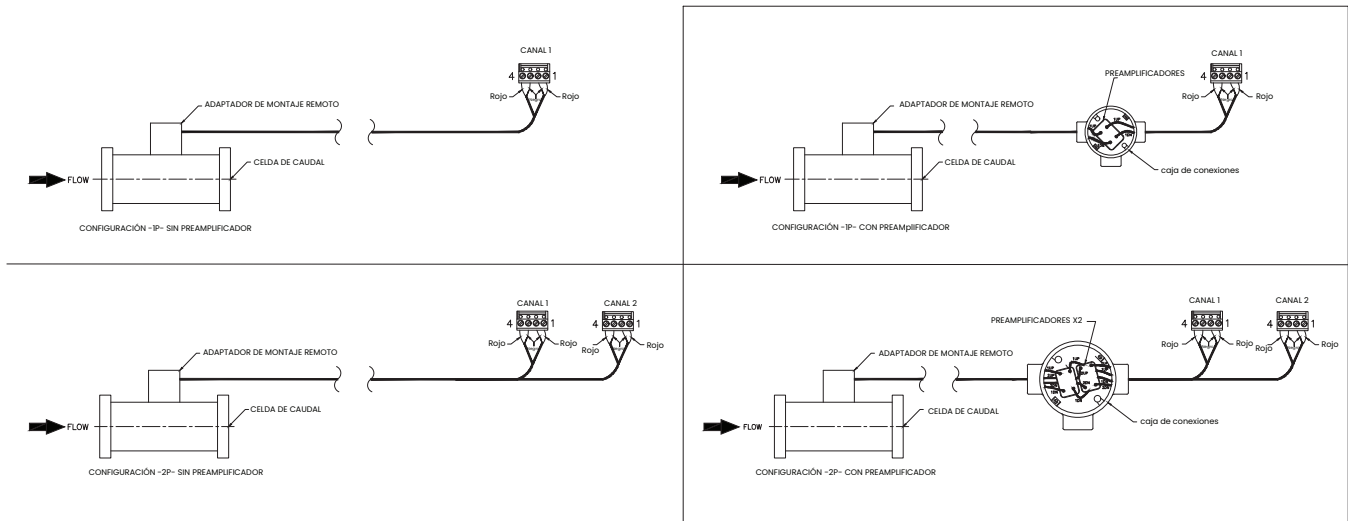 CANAL 1
4 1
Rojo Rojo
ADAPTADOR DE MONTAJE REMOTO
CELDA DE CAUDAL
FLOW
CONFIGURACIÓN -1P- SIN PREAMPLIFICADOR
CANAL 1
PREAMPLIFICADORES
4 1
Rojo Rojo
ADAPTADOR DE MONTAJE REMOTO
CELDA DE CAUDAL
caja de conexiones
FLOW
CONFIGURACIÓN -1P- CON PREAMplIFICADOR
CANAL 1 CANAL 2
4 1 4 1
Rojo Rojo Rojo Rojo
ADAPTADOR DE MONTAJE REMOTO
CELDA DE CAUDAL
FLOW
CONFIGURACIÓN -2P- SIN PREAMPLIFICADOR
CANAL 1 CANAL 2
PREAMPLIFICADORES X2
4 1 4 1
Rojo Rojo Rojo Rojo
ADAPTADOR DE MONTAJE REMOTO
CELDA DE CAUDAL
caja de conexiones
FLOW
CONFIGURACIÓN -2P- CON PREAMPLIFICADOR